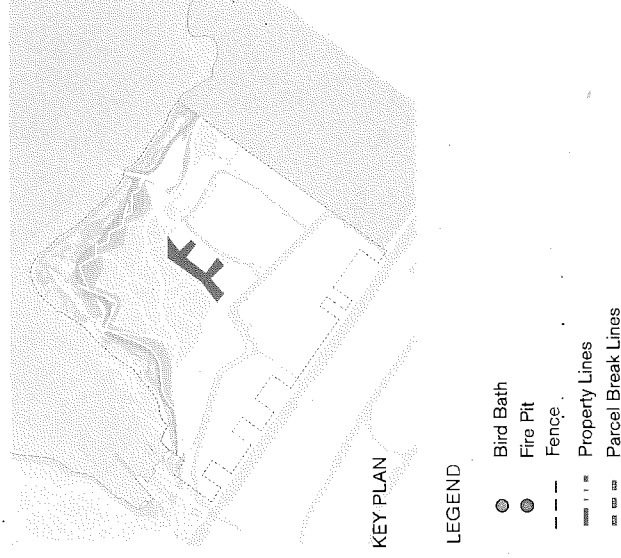 KEY PLAN
LEGEND
Bird Bath
Fire Pit
Fence
Property Lines
Parcel Break Lines